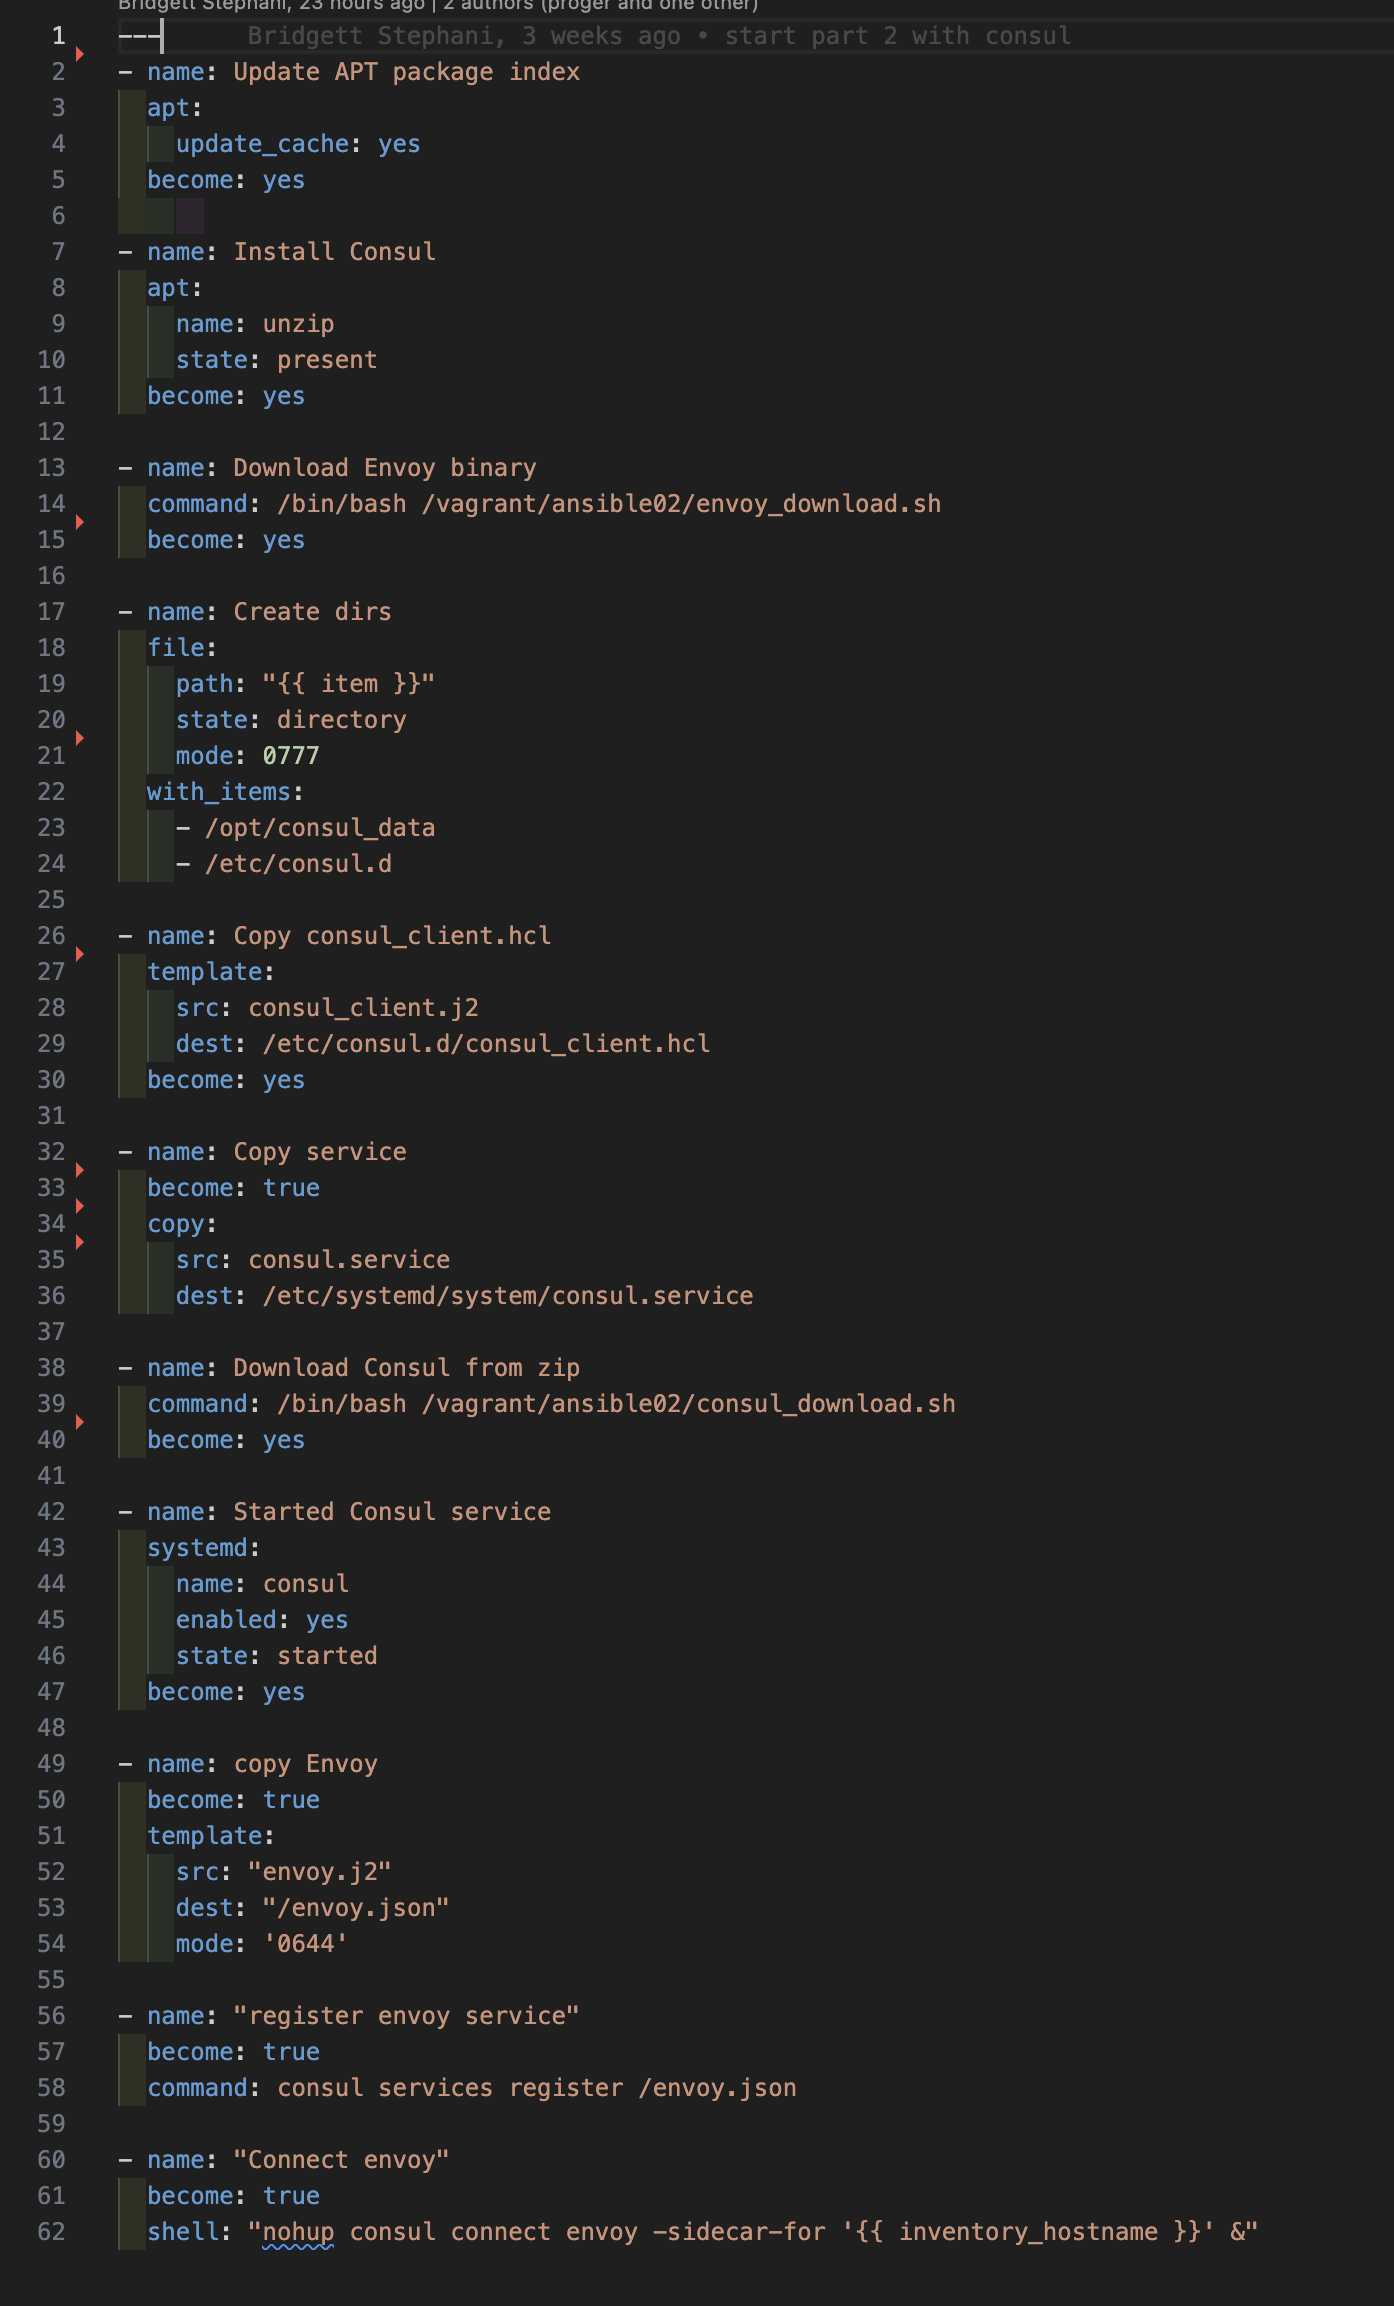 Bridgett Stephani, 23 hours ago | 2 authors (proger and one other)
1 --- Bridgett Stephani, 3 weeks ago • start part 2 with consul
2 - name: Update APT package index
3 apt:
4 update_cache: yes
5 become: yes
6
7 - name: Install Consul
8 apt:
9 name: unzip
10 state: present
11 become: yes
12
13 - name: Download Envoy binary
14 command: /bin/bash /vagrant/ansible02/envoy_download.sh
15 become: yes
16
17 - name: Create dirs
18 file:
19 path: "{{ item }}"
20 state: directory
21 mode: 0777
22 with_items:
23 - /opt/consul_data
24 - /etc/consul.d
25
26 - name: Copy consul_client.hcl
27 template:
28 src: consul_client.j2
29 dest: /etc/consul.d/consul_client.hcl
30 become: yes
31
32 - name: Copy service
33 become: true
34 copy:
35 src: consul.service
36 dest: /etc/systemd/system/consul.service
37
38 - name: Download Consul from zip
39 command: /bin/bash /vagrant/ansible02/consul_download.sh
40 become: yes
41
42 - name: Started Consul service
43 systemd:
44 name: consul
45 enabled: yes
46 state: started
47 become: yes
48
49 - name: copy Envoy
50 become: true
51 template:
52 src: "envoy.j2"
53 dest: "/envoy.json"
54 mode: '0644'
55
56 - name: "register envoy service"
57 become: true
58 command: consul services register /envoy.json
59
60 - name: "Connect envoy"
61 become: true
62 shell: "nohup consul connect envoy -sidecar-for '{{ inventory_hostname }}' &"